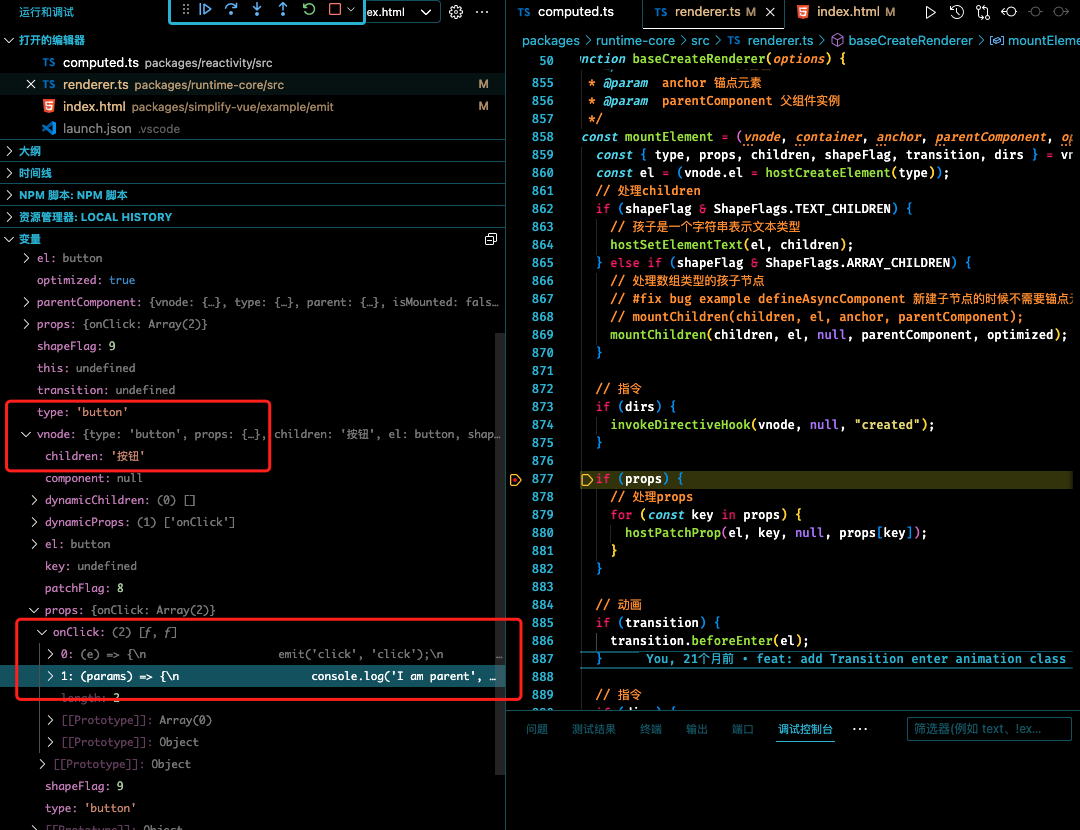 运行和调试
ex.html
打开的编辑器
TS computed.ts packages/reactivity/src
TS renderer.ts packages/runtime-core/src M
index.html packages/simplify-vue/example/emit M
launch.json .vscode
大纲
时间线
NPM 脚本: NPM 脚本
资源管理器: LOCAL HISTORY
变量
el: button
optimized: true
parentComponent: {vnode: {…}, type: {…}, parent: {…}, isMounted: fals…
props: {onClick: Array(2)}
shapeFlag: 9
this: undefined
transition: undefined
type: 'button'
vnode: {type: 'button', props: {…}, children: '按钮', el: button, shap…
children: '按钮'
component: null
dynamicChildren: (0) []
dynamicProps: (1) ['onClick']
el: button
key: undefined
patchFlag: 8
props: {onClick: Array(2)}
onClick: (2) [ƒ, ƒ]
0: (e) => {\n emit('click', 'click');\n …
1: (params) => {\n console.log('I am parent', …
length: 2
[[Prototype]]: Array(0)
[[Prototype]]: Object
[[Prototype]]: Object
shapeFlag: 9
type: 'button'
[[Prototype]]: Object
TS computed.ts
TS renderer.ts M
index.html M
packages > runtime-core > src > TS renderer.ts > baseCreateRenderer > mountEleme
50 unction baseCreateRenderer(options) {
855 * @param anchor 锚点元素
856 * @param parentComponent 父组件实例
857 */
858 const mountElement = (vnode, container, anchor, parentComponent, op
859 const { type, props, children, shapeFlag, transition, dirs } = vn
860 const el = (vnode.el = hostCreateElement(type));
861 // 处理children
862 if (shapeFlag & ShapeFlags.TEXT_CHILDREN) {
863 // 孩子是一个字符串表示文本类型
864 hostSetElementText(el, children);
865 } else if (shapeFlag & ShapeFlags.ARRAY_CHILDREN) {
866 // 处理数组类型的孩子节点
867 // #fix bug example defineAsyncComponent 新建子节点的时候不需要锚点元
868 // mountChildren(children, el, anchor, parentComponent);
869 mountChildren(children, el, null, parentComponent, optimized);
870 }
871
872 // 指令
873 if (dirs) {
874 invokeDirectiveHook(vnode, null, "created");
875 }
876
877 if (props) {
878 // 处理props
879 for (const key in props) {
880 hostPatchProp(el, key, null, props[key]);
881 }
882 }
883
884 // 动画
885 if (transition) {
886 transition.beforeEnter(el);
887 } You, 21个月前 • feat: add Transition enter animation class
888
889 // 指令
问题 测试结果 终端 输出 端口 调试控制台 ··· 筛选器(例如 text、!ex...